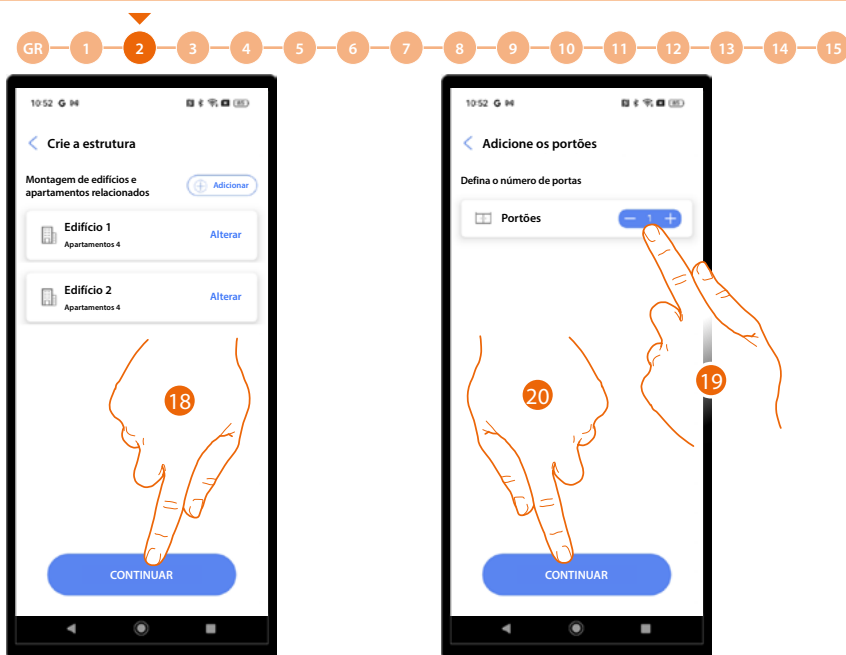 GR 1 2 3 4 5 6 7 8 9 10 11 12 13 14 15
10:52 G
Crie a estrutura
Montagem de edifícios e
apartamentos relacionados
Adicionar
Edifício 1
Apartamentos 4
Alterar
Edifício 2
Apartamentos 4
Alterar
18
CONTINUAR
10:52 G
Adicione os portões
Defina o número de portas
Portões
1
19
20
CONTINUAR